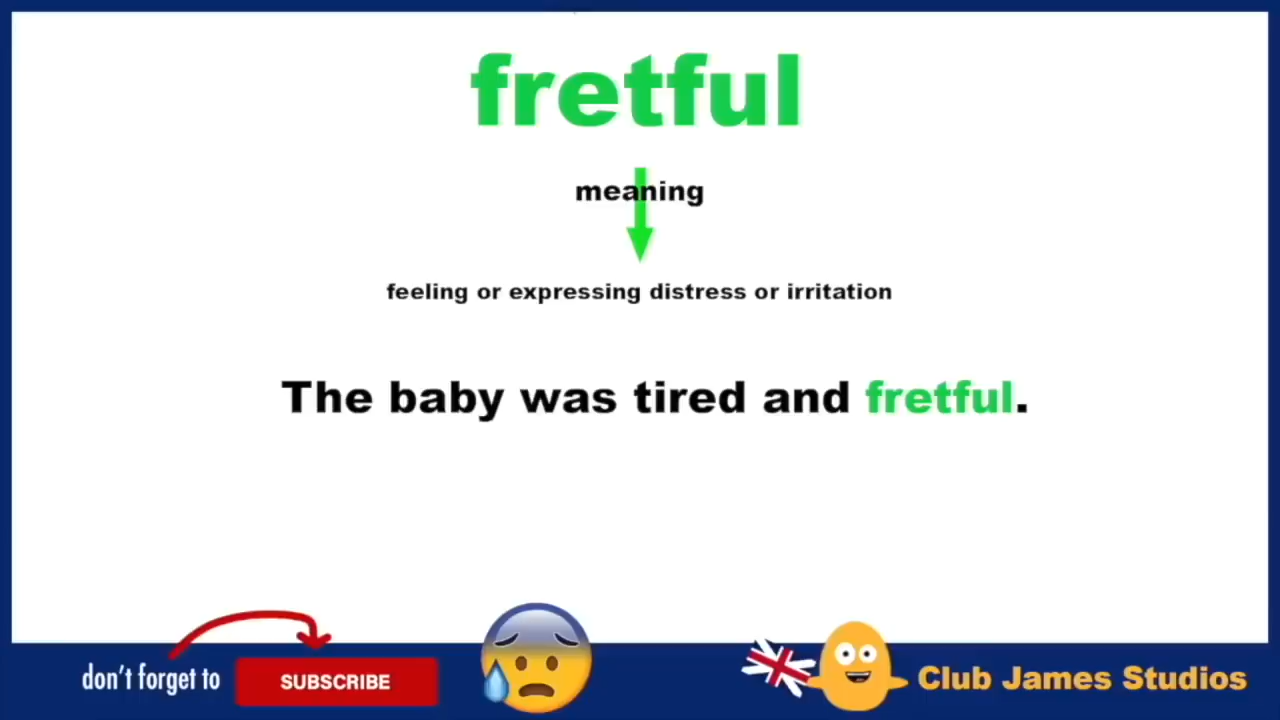 fretful
meaning
feeling or expressing distress or irritation
The baby was tired and fretful.
don't forget to
SUBSCRIBE
Club James Studios